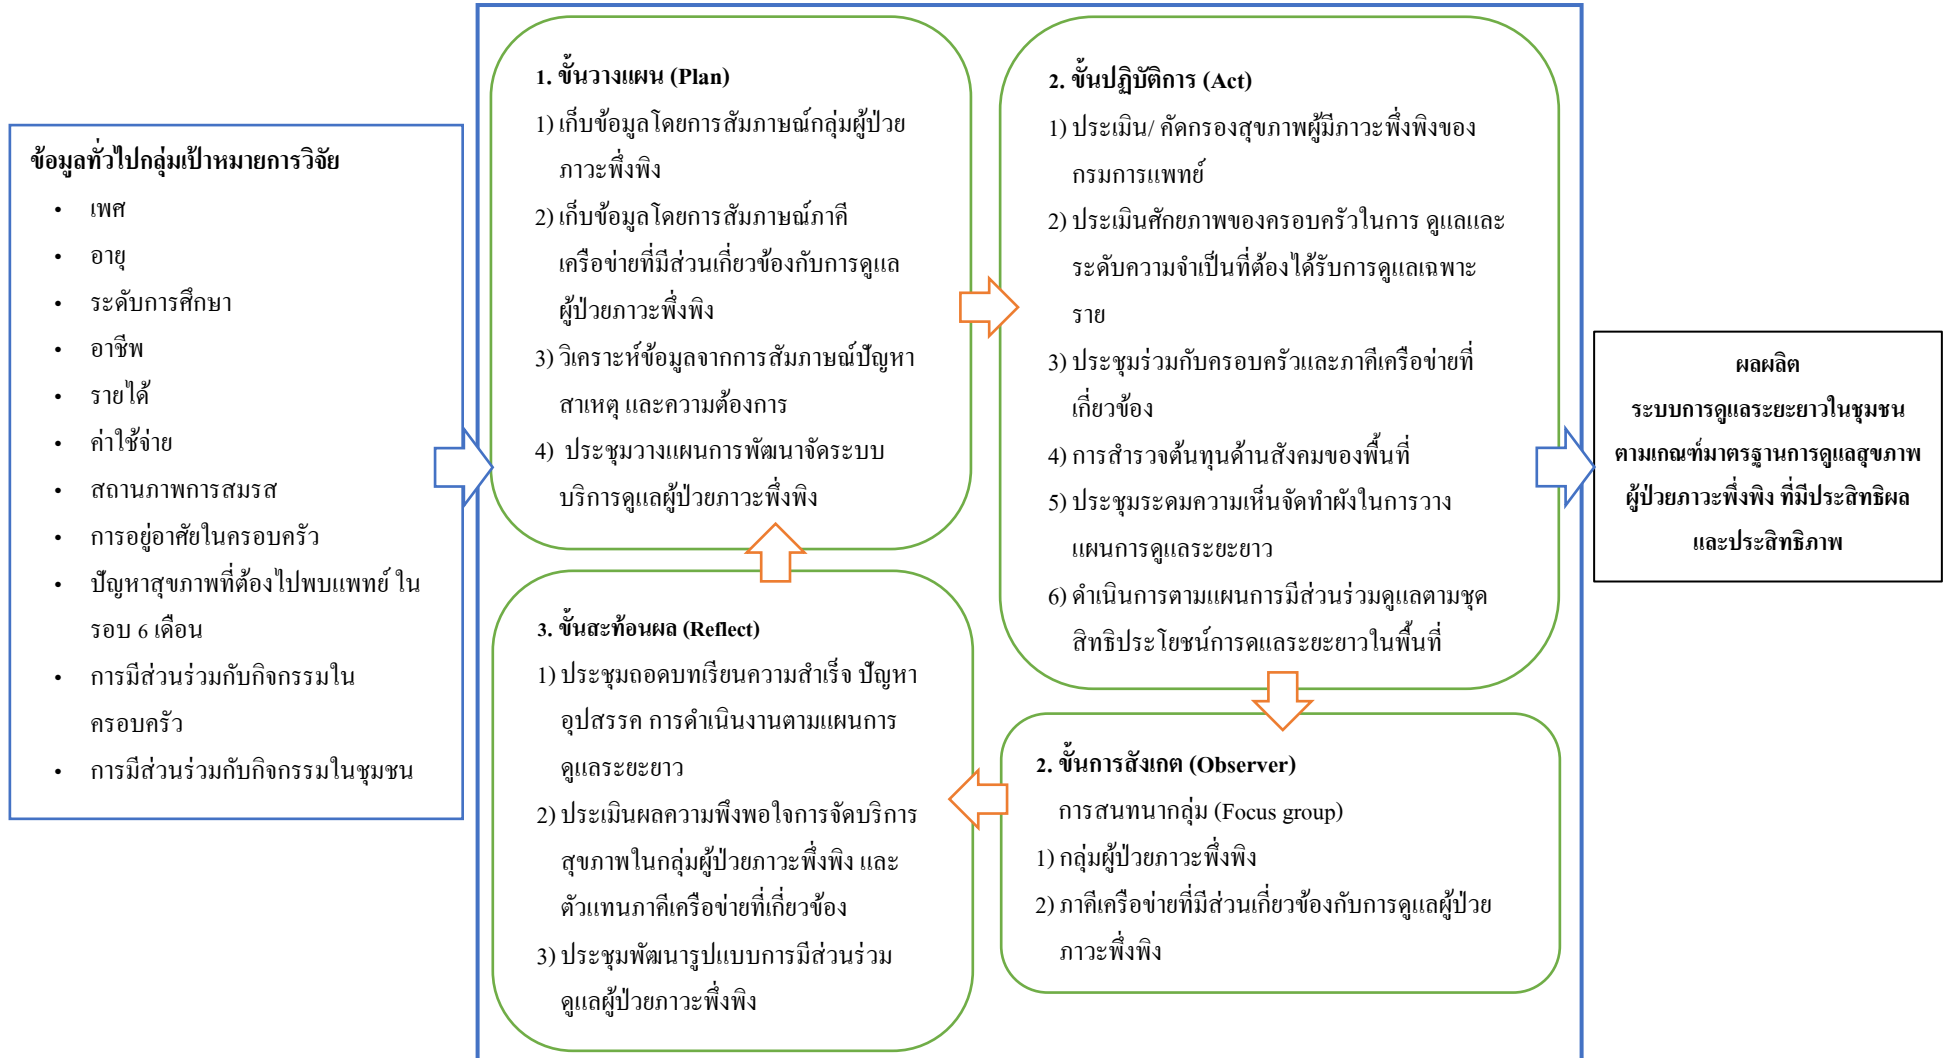 ข้อมูลทั่วไปกลุ่มเป้าหมายการวิจัย
• เพศ
• อายุ
• ระดับการศึกษา
• อาชีพ
• รายได้
• ค่าใช้จ่าย
• สถานภาพการสมรส
• การอยู่อาศัยในครอบครัว
• ปัญหาสุขภาพที่ต้องไปพบแพทย์ ใน
รอบ 6 เดือน
• การมีส่วนร่วมกับกิจกรรมใน
ครอบครัว
• การมีส่วนร่วมกับกิจกรรมในชุมชน
1. ขั้นวางแผน (Plan)
1) เก็บข้อมูลโดยการสัมภาษณ์กลุ่มผู้ป่วย
ภาวะพึ่งพิง
2) เก็บข้อมูลโดยการสัมภาษณ์ภาคี
เครือข่ายที่มีส่วนเกี่ยวข้องกับการดูแล
ผู้ป่วยภาวะพึ่งพิง
3) วิเคราะห์ข้อมูลจากการสัมภาษณ์ปัญหา
สาเหตุ และความต้องการ
4) ประชุมวางแผนการพัฒนาจัดระบบ
บริการดูแลผู้ป่วยภาวะพึ่งพิง
2. ขั้นปฏิบัติการ (Act)
1) ประเมิน/ คัดกรองสุขภาพผู้มีภาวะพึ่งพิงของ
กรมการแพทย์
2) ประเมินศักยภาพของครอบครัวในการ ดูแลและ
ระดับความจำเป็นที่ต้องได้รับการดูแลเฉพาะ
ราย
3) ประชุมร่วมกับครอบครัวและภาคีเครือข่ายที่
เกี่ยวข้อง
4) การสำรวจต้นทุนด้านสังคมของพื้นที่
5) ประชุมระดมความเห็นจัดทำผังในการวาง
แผนการดูแลระยะยาว
6) ดำเนินการตามแผนการมีส่วนร่วมดูแลตามชุด
สิทธิประโยชน์การดแลระยะยาวในพื้นที่
2. ขั้นการสังเกต (Observer)
การสนทนากลุ่ม (Focus group)
1) กลุ่มผู้ป่วยภาวะพึ่งพิง
2) ภาคีเครือข่ายที่มีส่วนเกี่ยวข้องกับการดูแลผู้ป่วย
ภาวะพึ่งพิง
3. ขั้นสะท้อนผล (Reflect)
1) ประชุมถอดบทเรียนความสำเร็จ ปัญหา
อุปสรรค การดำเนินงานตามแผนการ
ดูแลระยะยาว
2) ประเมินผลความพึงพอใจการจัดบริการ
สุขภาพในกลุ่มผู้ป่วยภาวะพึ่งพิง และ
ตัวแทนภาคีเครือข่ายที่เกี่ยวข้อง
3) ประชุมพัฒนารูปแบบการมีส่วนร่วม
ดูแลผู้ป่วยภาวะพึ่งพิง
ผลผลิต
ระบบการดูแลระยะยาวในชุมชน
ตามเกณฑ์มาตรฐานการดูแลสุขภาพ
ผู้ป่วยภาวะพึ่งพิง ที่มีประสิทธิผล
และประสิทธิภาพ